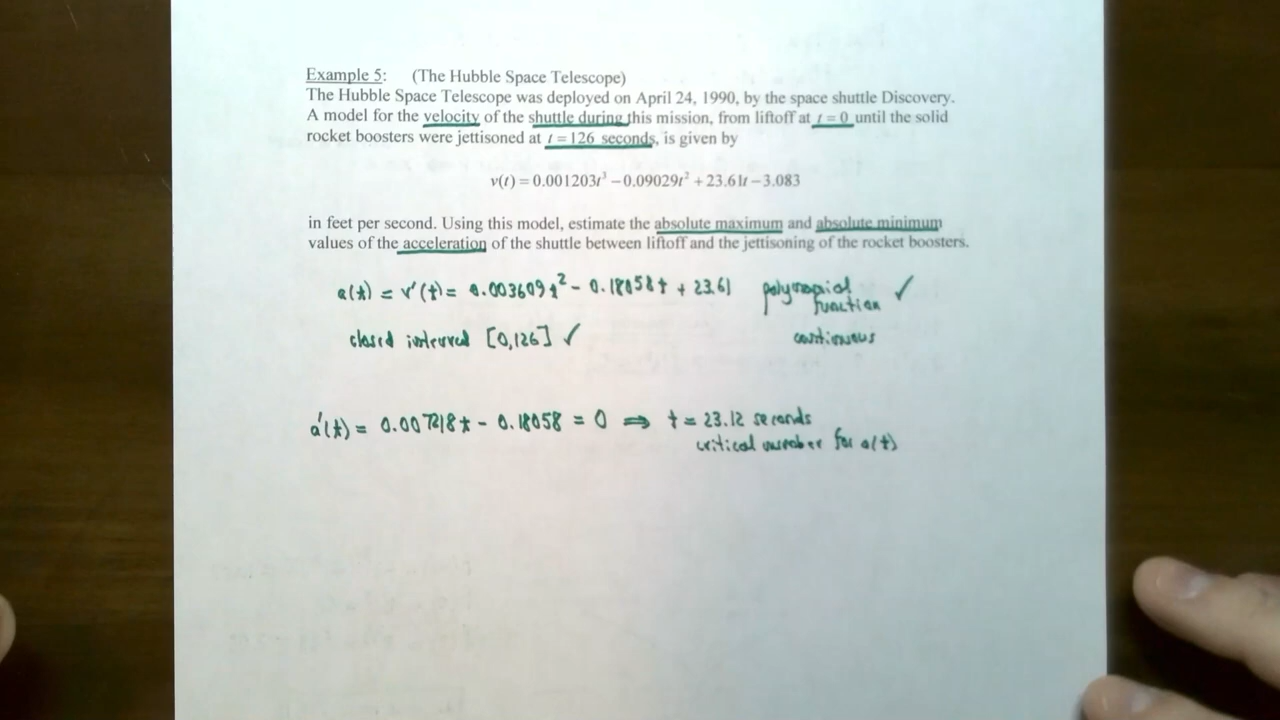 Example 5: (The Hubble Space Telescope)
The Hubble Space Telescope was deployed on April 24, 1990, by the space shuttle Discovery.
A model for the velocity of the shuttle during this mission, from liftoff at t = 0 until the solid
rocket boosters were jettisoned at t = 126 seconds, is given by
v(t) = 0.001203t³ − 0.09029t² + 23.61t − 3.083
in feet per second. Using this model, estimate the absolute maximum and absolute minimum
values of the acceleration of the shuttle between liftoff and the jettisoning of the rocket boosters.
a(t) = v'(t) = 0.003609t² − 0.18058t + 23.61 polynomial function ✓
closed interval [0,126] ✓ continuous
a'(t) = 0.007218t − 0.18058 = 0 ⟹ t = 23.12 seconds
critical number for a(t)